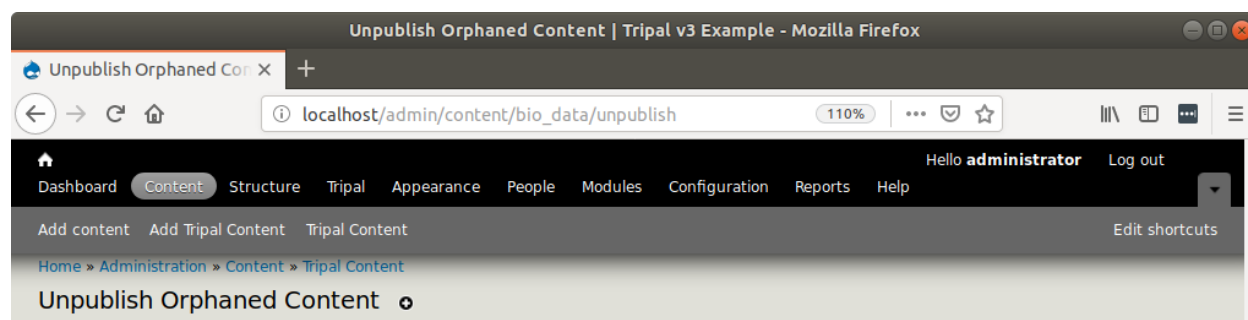 Unpublish Orphaned Content | Tripal v3 Example - Mozilla Firefox
Unpublish Orphaned Con
localhost/admin/content/bio_data/unpublish 110%
Hello administrator Log out
Dashboard Content Structure Tripal Appearance People Modules Configuration Reports Help
Add content Add Tripal Content Tripal Content Edit shortcuts
Home » Administration » Content » Tripal Content
Unpublish Orphaned Content